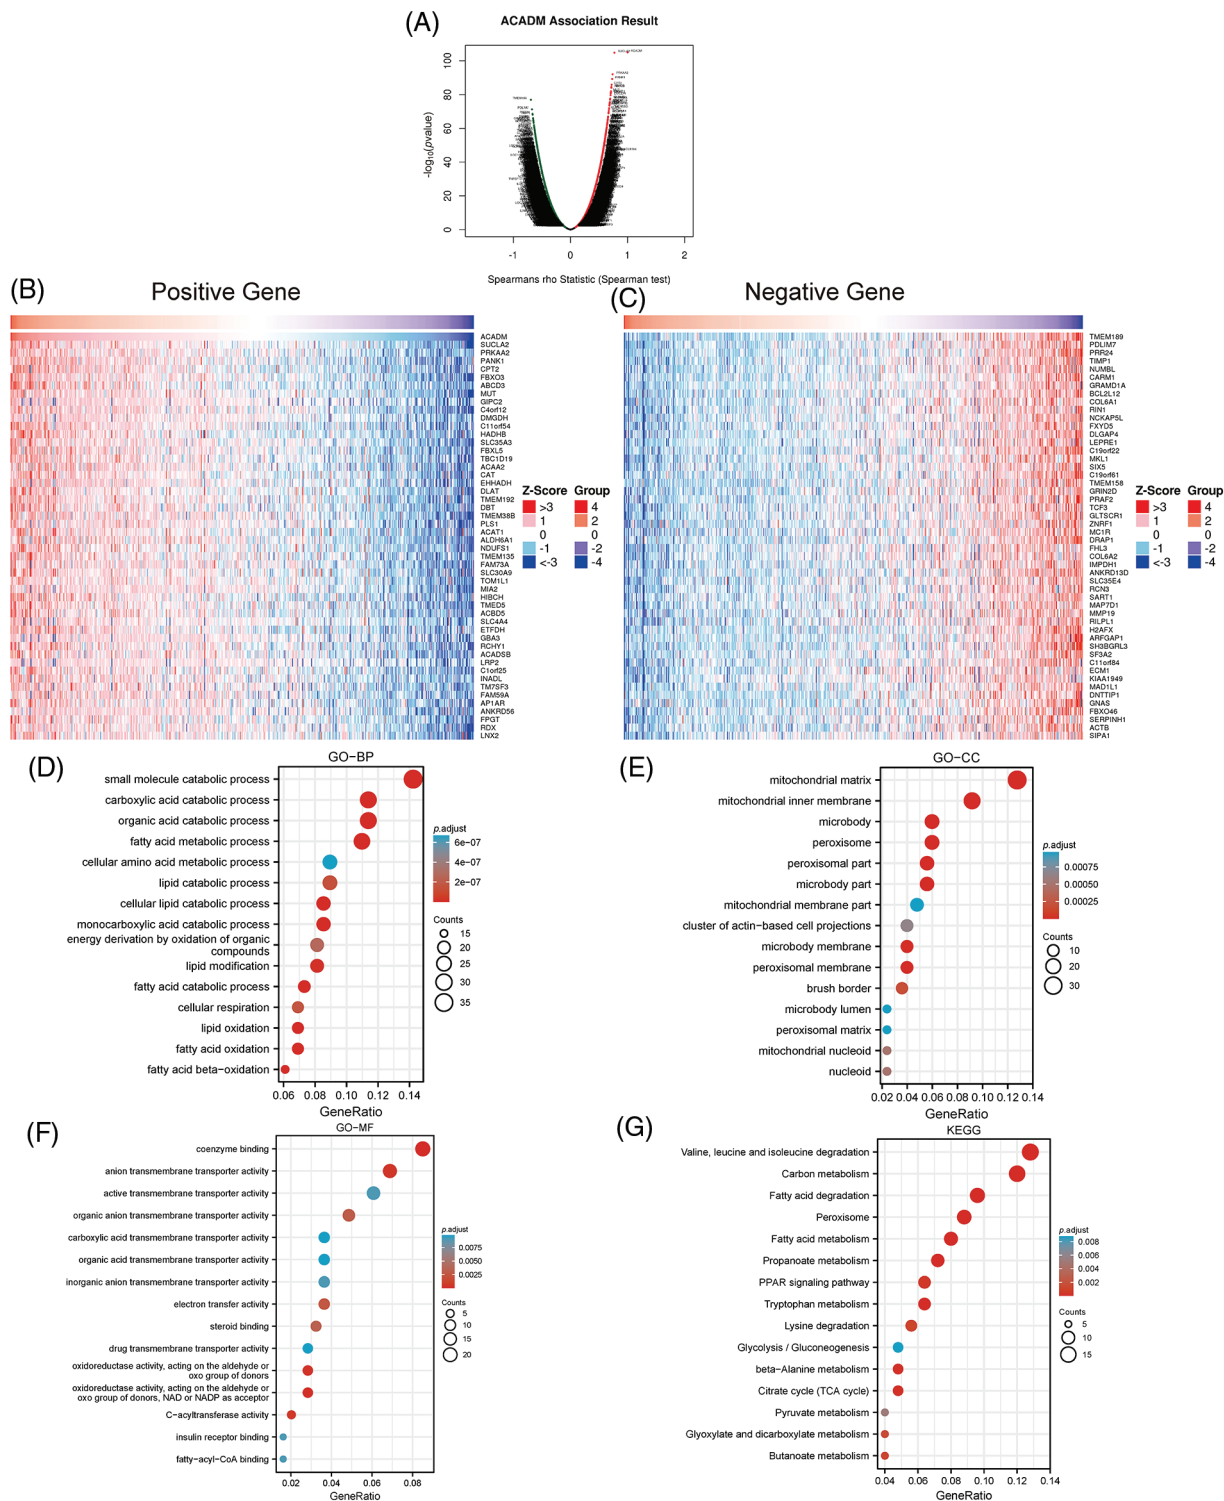 (A)
ACADM Association Result
-log10(pvalue)
100
80
60
40
20
0
-1
0
1
2
Spearmans rho Statistic (Spearman test)
(B)
Positive Gene
ACADM
SUCLA2
PRKAA2
PANK1
CPT2
FBXO3
ABCD3
MUT
GIPC2
C4orf12
DMGDH
C11orf54
HADHB
SLC35A3
FBXL5
TBC1D19
ACAA2
CAT
EHHADH
DLAT
TMEM192
DBT
TMEM38B
PLS1
ACAT1
ALDH6A1
NDUFS1
TMEM135
FAM73A
SLC30A9
TOM1L1
MIA2
HIBCH
TMED5
ACBD5
SLC4A4
ETFDH
GBA3
RCHY1
ACADSB
LRP2
C1orf25
INADL
TM7SF3
FAM59A
AP1AR
ANKRD56
FPGT
RDX
LNX2
Z-Score Group
>3 4
1 2
0 0
-1 -2
<-3 -4
(C)
Negative Gene
TMEM189
PDLIM7
PRR24
TIMP1
NUMBL
CARM1
GRAMD1A
BCL2L12
COL6A1
RIN1
NCKAP5L
FXYD5
DLGAP4
LEPRE1
C19orf22
MKL1
SIX5
C19orf61
TMEM158
GRIN2D
PRAF2
TCF3
GLTSCR1
ZNRF1
MC1R
DRAP1
FHL3
COL6A2
IMPDH1
ANKRD13D
SLC35E4
RCN3
SART1
MAP7D1
MMP19
RILPL1
H2AFX
ARFGAP1
SH3BGRL3
SF3A2
C11orf84
ECM1
KIAA1949
MAD1L1
DNTTIP1
GNAS
FBXO46
SERPINH1
ACTB
SIPA1
Z-Score Group
>3 4
1 2
0 0
-1 -2
<-3 -4
(D)
GO-BP
small molecule catabolic process
carboxylic acid catabolic process
organic acid catabolic process
fatty acid metabolic process
cellular amino acid metabolic process
lipid catabolic process
cellular lipid catabolic process
monocarboxylic acid catabolic process
energy derivation by oxidation of organic
compounds
lipid modification
fatty acid catabolic process
cellular respiration
lipid oxidation
fatty acid oxidation
fatty acid beta-oxidation
0.06 0.08 0.10 0.12 0.14
GeneRatio
p.adjust
6e-07
4e-07
2e-07
Counts
15
20
25
30
35
(E)
GO-CC
mitochondrial matrix
mitochondrial inner membrane
microbody
peroxisome
peroxisomal part
microbody part
mitochondrial membrane part
cluster of actin-based cell projections
microbody membrane
peroxisomal membrane
brush border
microbody lumen
peroxisomal matrix
mitochondrial nucleoid
nucleoid
0.02 0.04 0.06 0.08 0.10 0.12 0.14
GeneRatio
p.adjust
0.00075
0.00050
0.00025
Counts
10
20
30
(F)
GO-MF
coenzyme binding
anion transmembrane transporter activity
active transmembrane transporter activity
organic anion transmembrane transporter activity
carboxylic acid transmembrane transporter activity
organic acid transmembrane transporter activity
inorganic anion transmembrane transporter activity
electron transfer activity
steroid binding
drug transmembrane transporter activity
oxidoreductase activity, acting on the aldehyde or
oxo group of donors
oxidoreductase activity, acting on the aldehyde or
oxo group of donors, NAD or NADP as acceptor
C-acyltransferase activity
insulin receptor binding
fatty-acyl-CoA binding
0.02 0.04 0.06 0.08
GeneRatio
p.adjust
0.0075
0.0050
0.0025
Counts
5
10
15
20
(G)
KEGG
Valine, leucine and isoleucine degradation
Carbon metabolism
Fatty acid degradation
Peroxisome
Fatty acid metabolism
Propanoate metabolism
PPAR signaling pathway
Tryptophan metabolism
Lysine degradation
Glycolysis / Gluconeogenesis
beta-Alanine metabolism
Citrate cycle (TCA cycle)
Pyruvate metabolism
Glyoxylate and dicarboxylate metabolism
Butanoate metabolism
0.04 0.06 0.08 0.10 0.12 0.14
GeneRatio
p.adjust
0.008
0.006
0.004
0.002
Counts
5
10
15